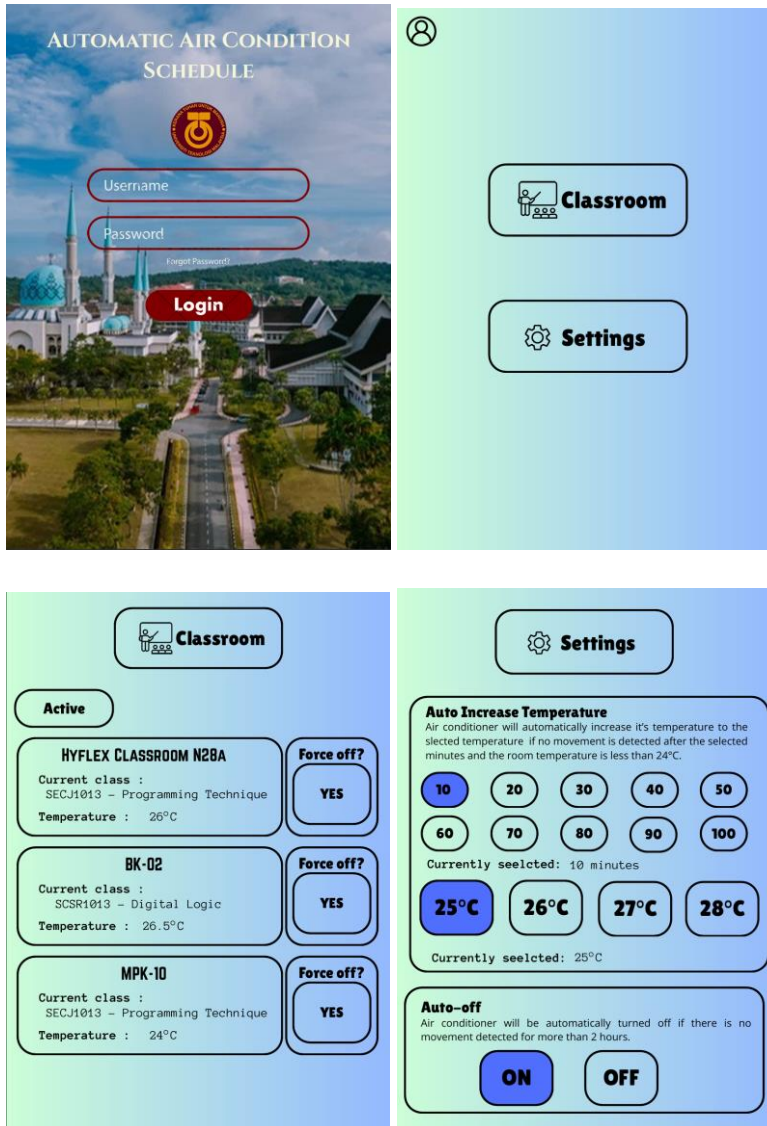 AUTOMATIC AIR CONDITION
SCHEDULE
Username
Password
Forgot Password?
Login
Classroom
Settings
Classroom
Active
HYFLEX CLASSROOM N28A
Current class :
SECJ1013 - Programming Technique
Temperature : 26°C
Force off?
YES
BK-02
Current class :
SCSR1013 - Digital Logic
Temperature : 26.5°C
Force off?
YES
MPK-10
Current class :
SECJ1013 - Programming Technique
Temperature : 24°C
Force off?
YES
Settings
Auto Increase Temperature
Air conditioner will automatically increase it's temperature to the
slected temperature if no movement is detected after the selected
minutes and the room temperature is less than 24°C.
10 20 30 40 50
60 70 80 90 100
Currently seelcted: 10 minutes
25°C 26°C 27°C 28°C
Currently seelcted: 25°C
Auto-off
Air conditioner will be automatically turned off if there is no
movement detected for more than 2 hours.
ON OFF